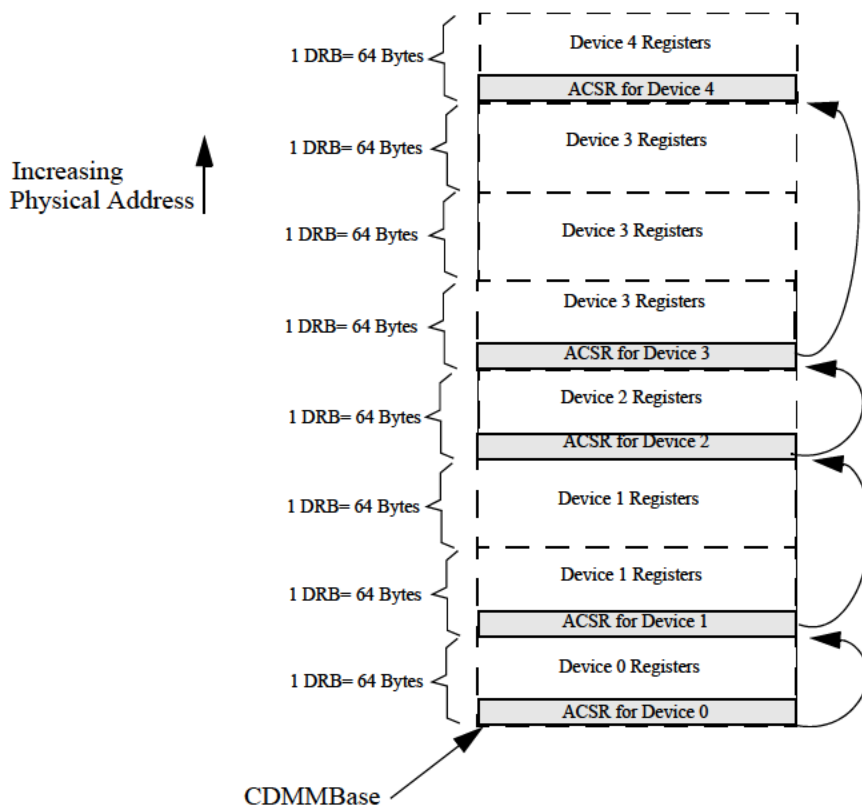 Device 4 Registers
1 DRB= 64 Bytes
ACSR for Device 4
Device 3 Registers
1 DRB= 64 Bytes
Increasing
Physical Address
Device 3 Registers
1 DRB= 64 Bytes
Device 3 Registers
1 DRB= 64 Bytes
ACSR for Device 3
Device 2 Registers
1 DRB= 64 Bytes
ACSR for Device 2
Device 1 Registers
1 DRB= 64 Bytes
Device 1 Registers
1 DRB= 64 Bytes
ACSR for Device 1
Device 0 Registers
1 DRB= 64 Bytes
ACSR for Device 0
CDMMBase